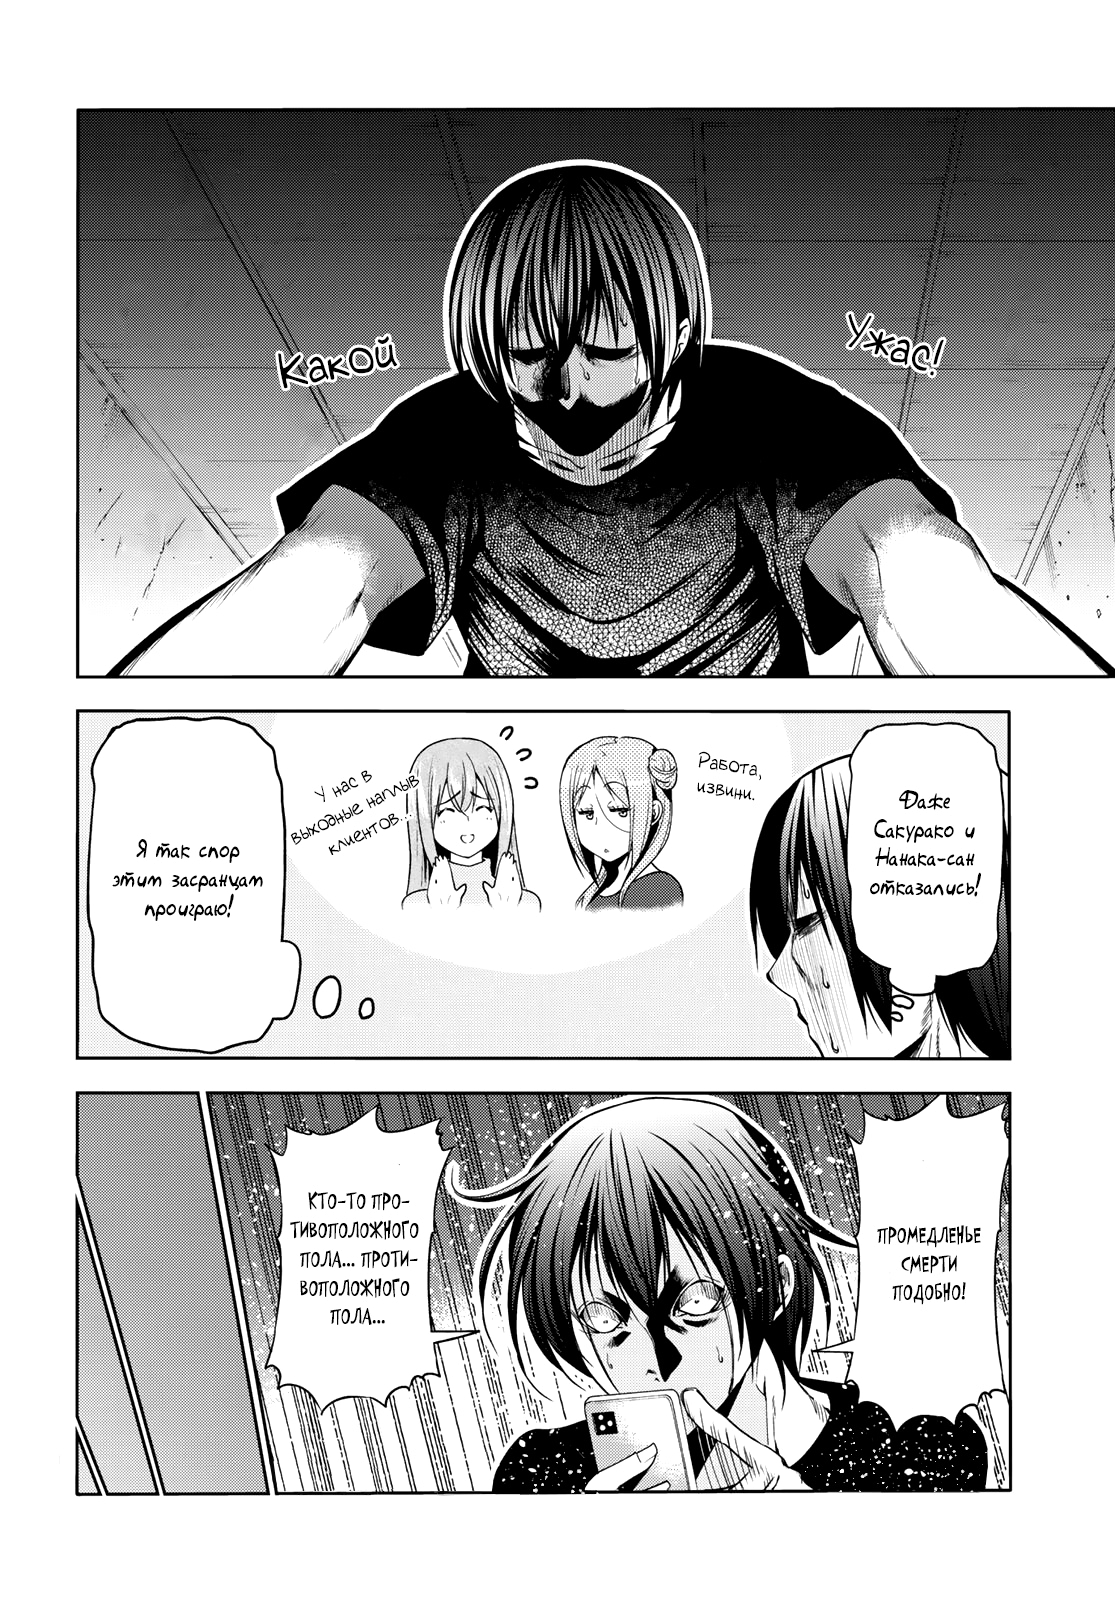 Ужас!
Какой
Даже
Сакурако и
Нанака-сан
отказались!
Работа,
извини.
У нас в
выходные наплыв
клиентов...!
Я так спор
этим засранцам
проиграю!
ПРОМЕДЛЕНЬЕ
СМЕРТИ
ПОДОБНО!
КТО-ТО ПРО-
ТИВОПОЛОЖНОГО
ПОЛА... ПРОТИ-
ВОПОЛОЖНОГО
ПОЛА...